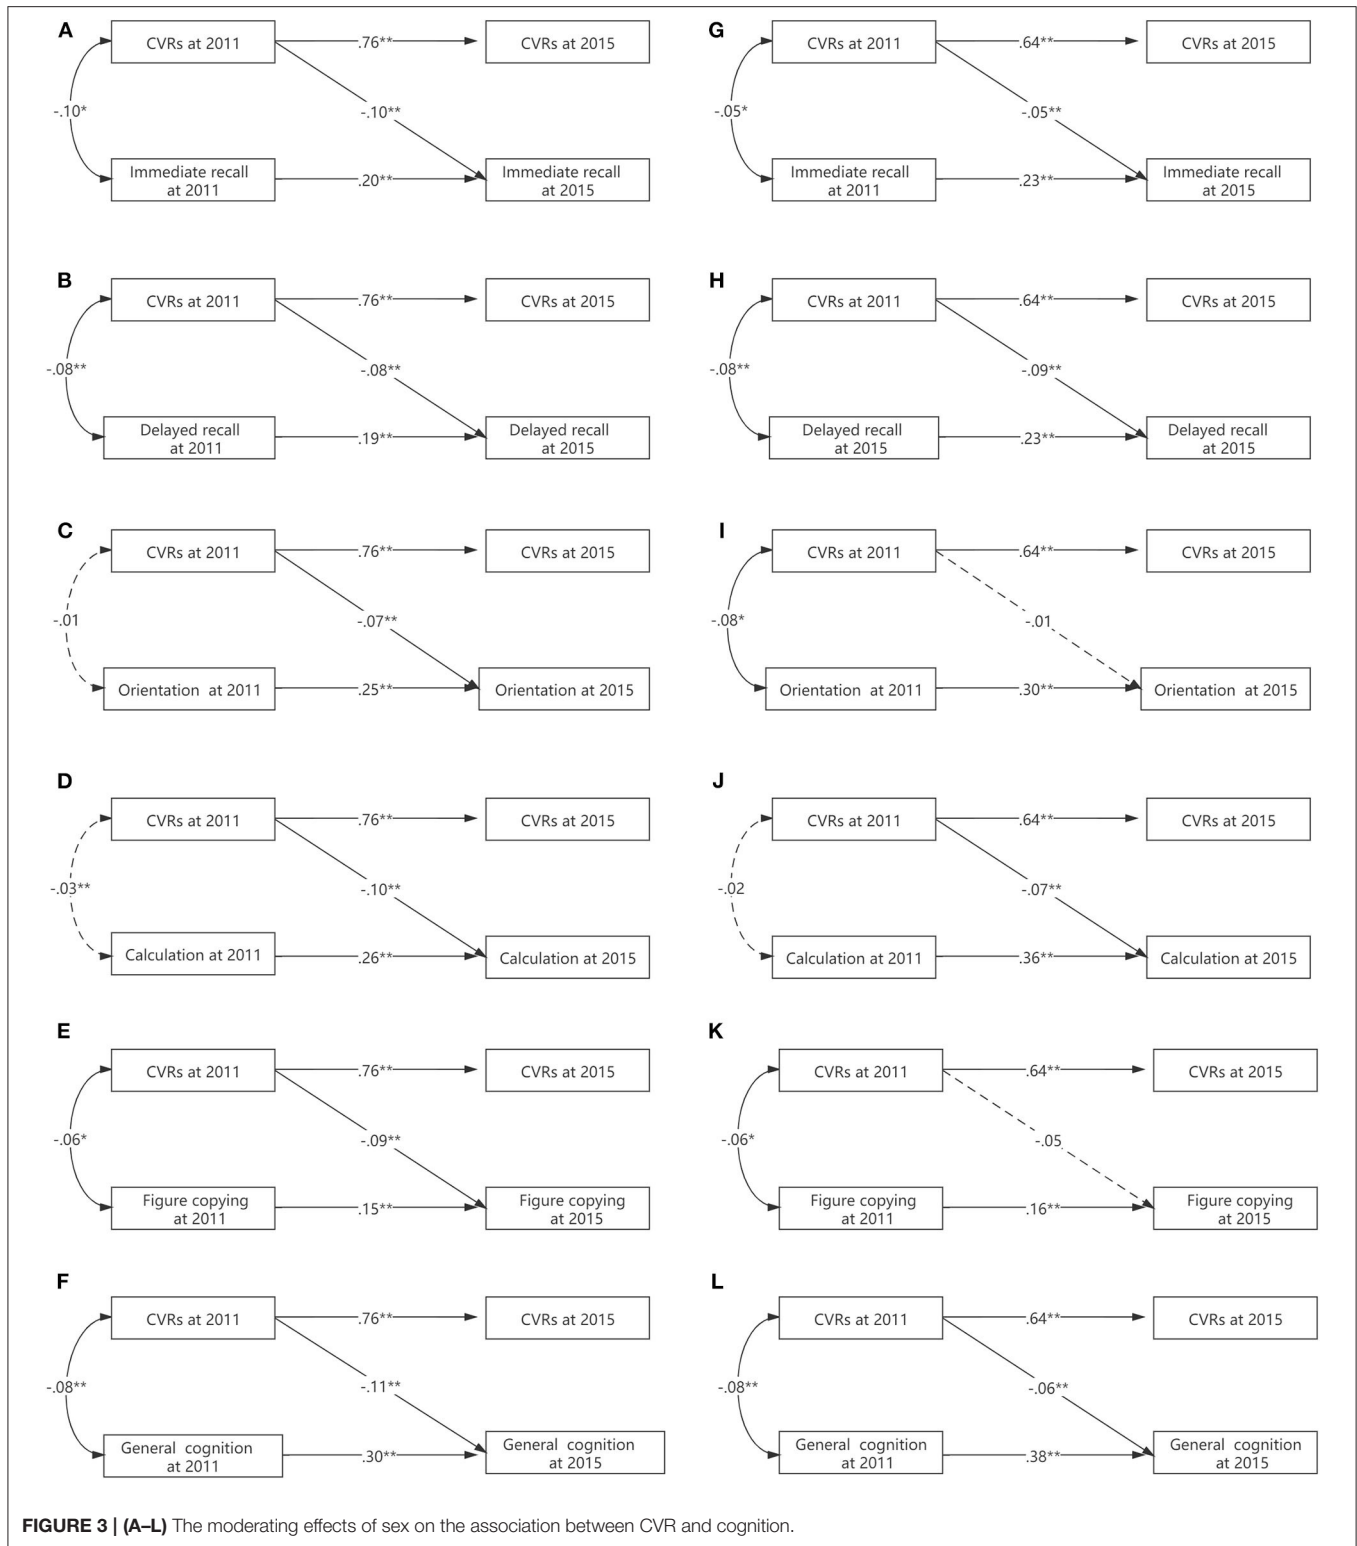 A
CVRs at 2011
.76**
CVRs at 2015
-.10*
-.10**
Immediate recall
at 2011
.20**
Immediate recall
at 2015
G
CVRs at 2011
.64**
CVRs at 2015
-.05*
-.05**
Immediate recall
at 2011
.23**
Immediate recall
at 2015
B
CVRs at 2011
.76**
CVRs at 2015
-.08**
-.08**
Delayed recall
at 2011
.19**
Delayed recall
at 2015
H
CVRs at 2011
.64**
CVRs at 2015
-.08**
-.09**
Delayed recall
at 2015
.23**
Delayed recall
at 2015
C
CVRs at 2011
.76**
CVRs at 2015
-.01
-.07**
Orientation at 2011
.25**
Orientation at 2015
I
CVRs at 2011
.64**
CVRs at 2015
-.08*
-.01
Orientation at 2011
.30**
Orientation at 2015
D
CVRs at 2011
.76**
CVRs at 2015
-.03**
-.10**
Calculation at 2011
.26**
Calculation at 2015
J
CVRs at 2011
.64**
CVRs at 2015
-.02
-.07**
Calculation at 2011
.36**
Calculation at 2015
E
CVRs at 2011
.76**
CVRs at 2015
-.06*
-.09**
Figure copying
at 2011
.15**
Figure copying
at 2015
K
CVRs at 2011
.64**
CVRs at 2015
-.06*
-.05
Figure copying
at 2011
.16**
Figure copying
at 2015
F
CVRs at 2011
.76**
CVRs at 2015
-.08**
-.11**
General cognition
at 2011
.30**
General cognition
at 2015
L
CVRs at 2011
.64**
CVRs at 2015
-.08**
-.06**
General cognition
at 2011
.38**
General cognition
at 2015
FIGURE 3 | (A–L) The moderating effects of sex on the association between CVR and cognition.